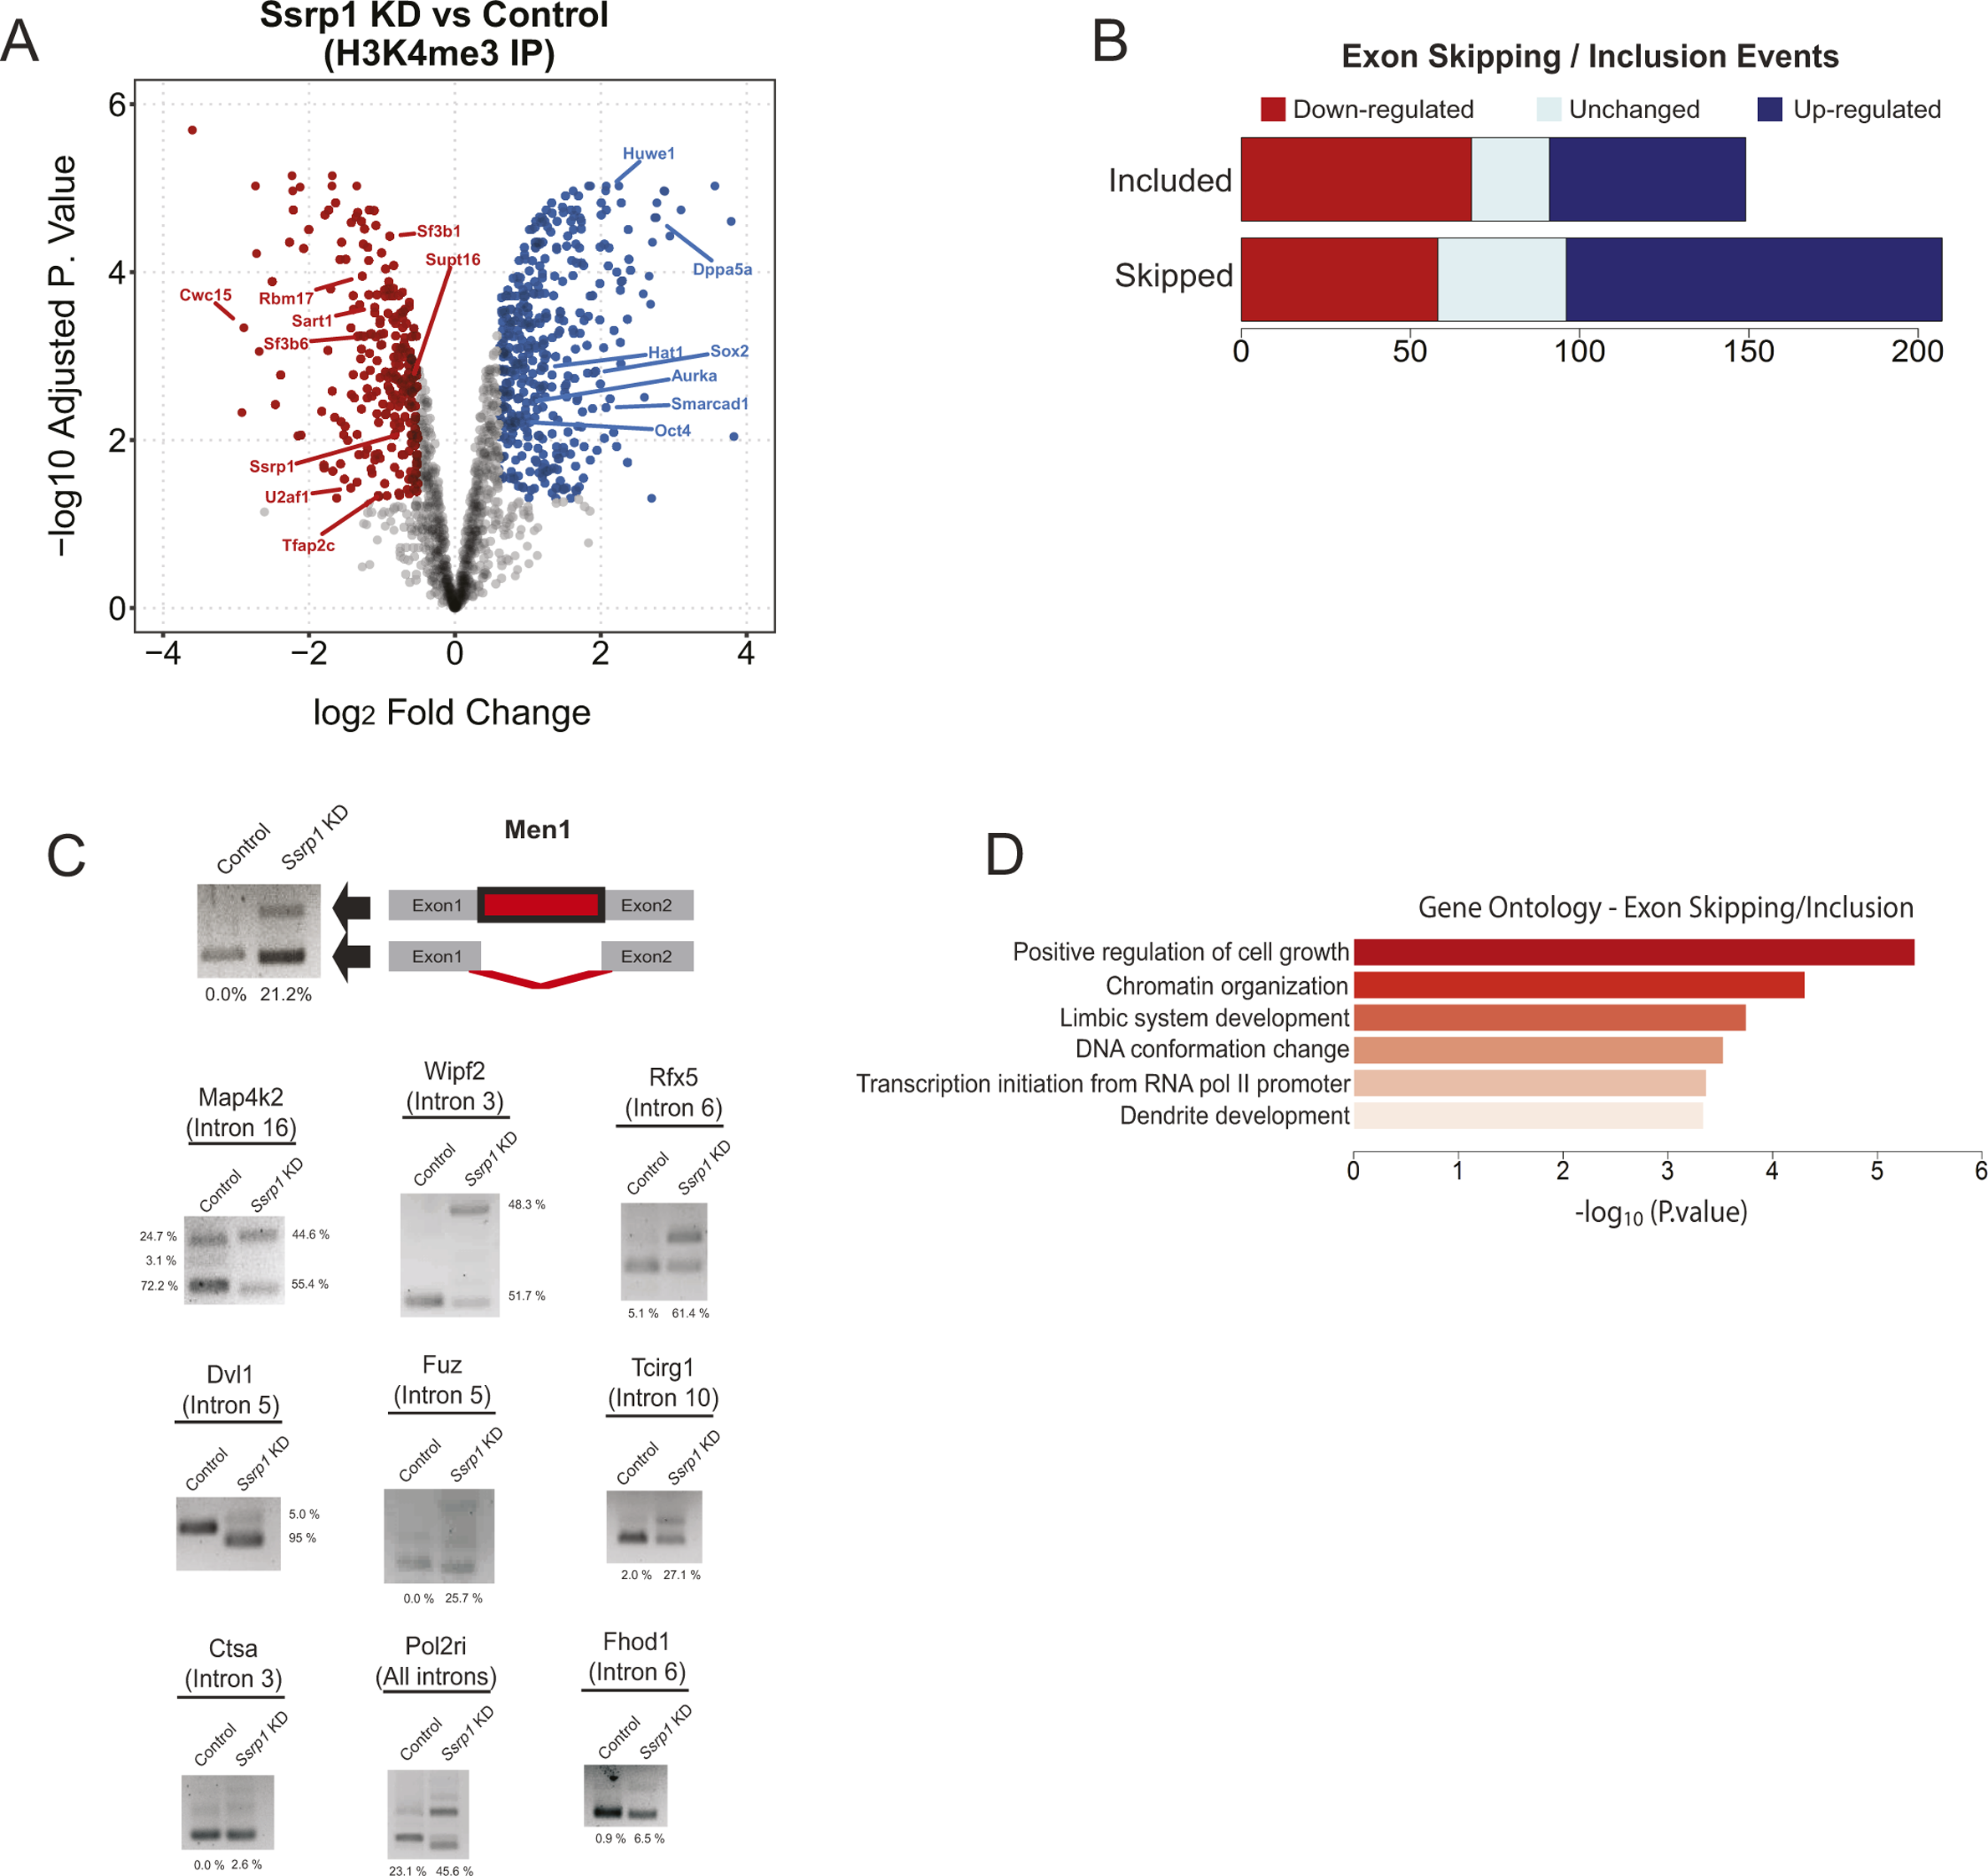 A
Ssrp1 KD vs Control
(H3K4me3 IP)
−log10 Adjusted P. Value
6
4
2
0
Huwe1
Sf3b1
Supt16
Dppa5a
Cwc15
Rbm17
Sart1
Sf3b6
Hat1
Sox2
Aurka
Smarcad1
Oct4
Ssrp1
U2af1
Tfap2c
−4
−2
0
2
4
log2 Fold Change
B
Exon Skipping / Inclusion Events
Down-regulated
Unchanged
Up-regulated
Included
Skipped
0
50
100
150
200
C
Control
Ssrp1 KD
Men1
Exon1
Exon2
Exon1
Exon2
0.0%
21.2%
Map4k2
(Intron 16)
Control
Ssrp1 KD
24.7 %
3.1 %
72.2 %
44.6 %
55.4 %
Wipf2
(Intron 3)
Control
Ssrp1 KD
48.3 %
51.7 %
Rfx5
(Intron 6)
Control
Ssrp1 KD
5.1 %
61.4 %
Dvl1
(Intron 5)
Control
Ssrp1 KD
5.0 %
95 %
Fuz
(Intron 5)
Control
Ssrp1 KD
0.0 %
25.7 %
Tcirg1
(Intron 10)
Control
Ssrp1 KD
2.0 %
27.1 %
Ctsa
(Intron 3)
Control
Ssrp1 KD
0.0 %
2.6 %
Pol2ri
(All introns)
Control
Ssrp1 KD
23.1 %
45.6 %
Fhod1
(Intron 6)
Control
Ssrp1 KD
0.9 %
6.5 %
D
Gene Ontology - Exon Skipping/Inclusion
Positive regulation of cell growth
Chromatin organization
Limbic system development
DNA conformation change
Transcription initiation from RNA pol II promoter
Dendrite development
0
1
2
3
4
5
6
-log₁₀ (P.value)